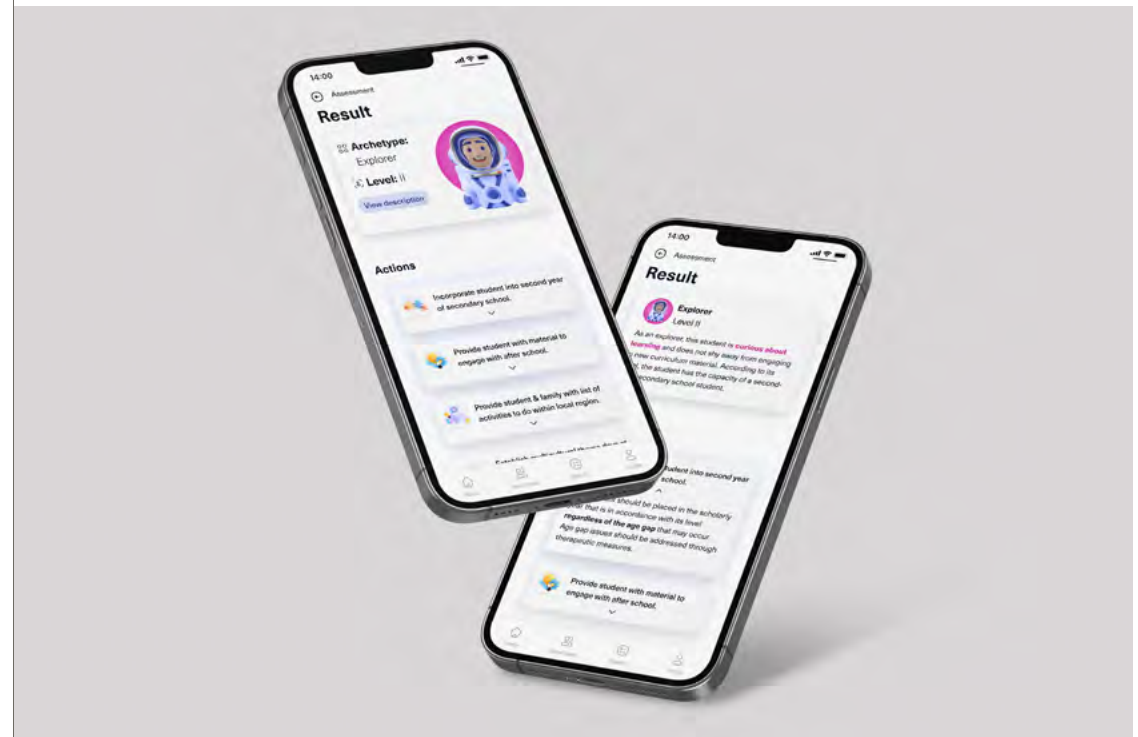 14:00
Assessment
Result
Archetype:
Explorer
Level: II
View description
Actions
Incorporate student into second year
of secondary school.
Provide student with material to
engage with after school.
Provide student & family with list of
activities to do within local region.
14:00
Assessment
Result
Explorer
Level II
As an explorer, this student is curious about
learning and does not shy away from engaging
new curriculum material. According to its
the student has the capacity of a second-
secondary school student.
student into second year
school.
should be placed in the scholarly
that is in accordance with its level
regardless of the age gap that may occur.
Age gap issues should be addressed through
therapeutic measures.
Provide student with material to
engage with after school.